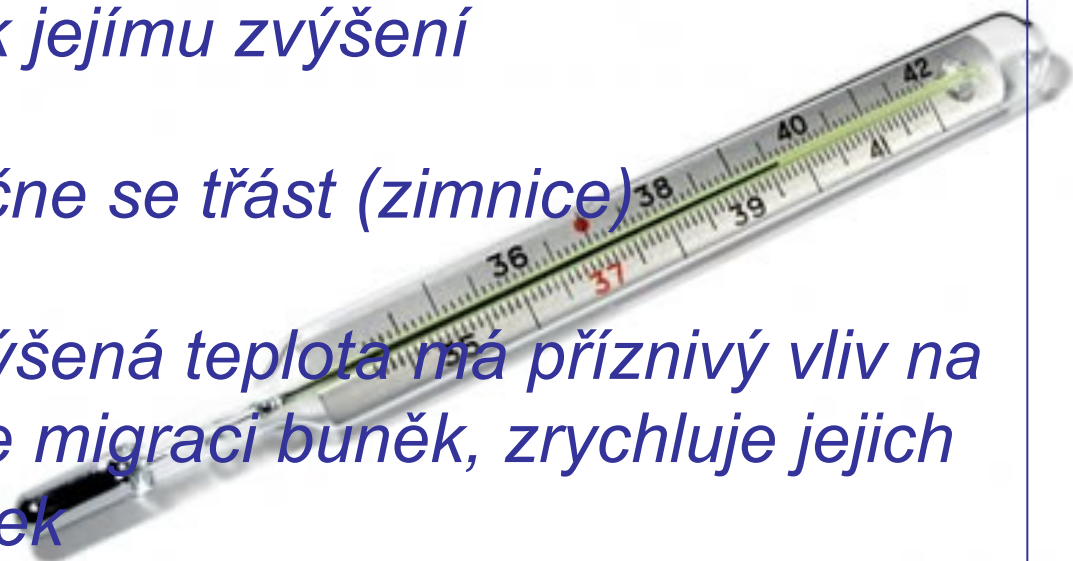 k jejímu zvýšení
čne se třást (zimnice)
ýšená teplota má příznivý vliv na
e migraci buněk, zrychluje jejich
ek
42
40
41
38
39
36
37
35